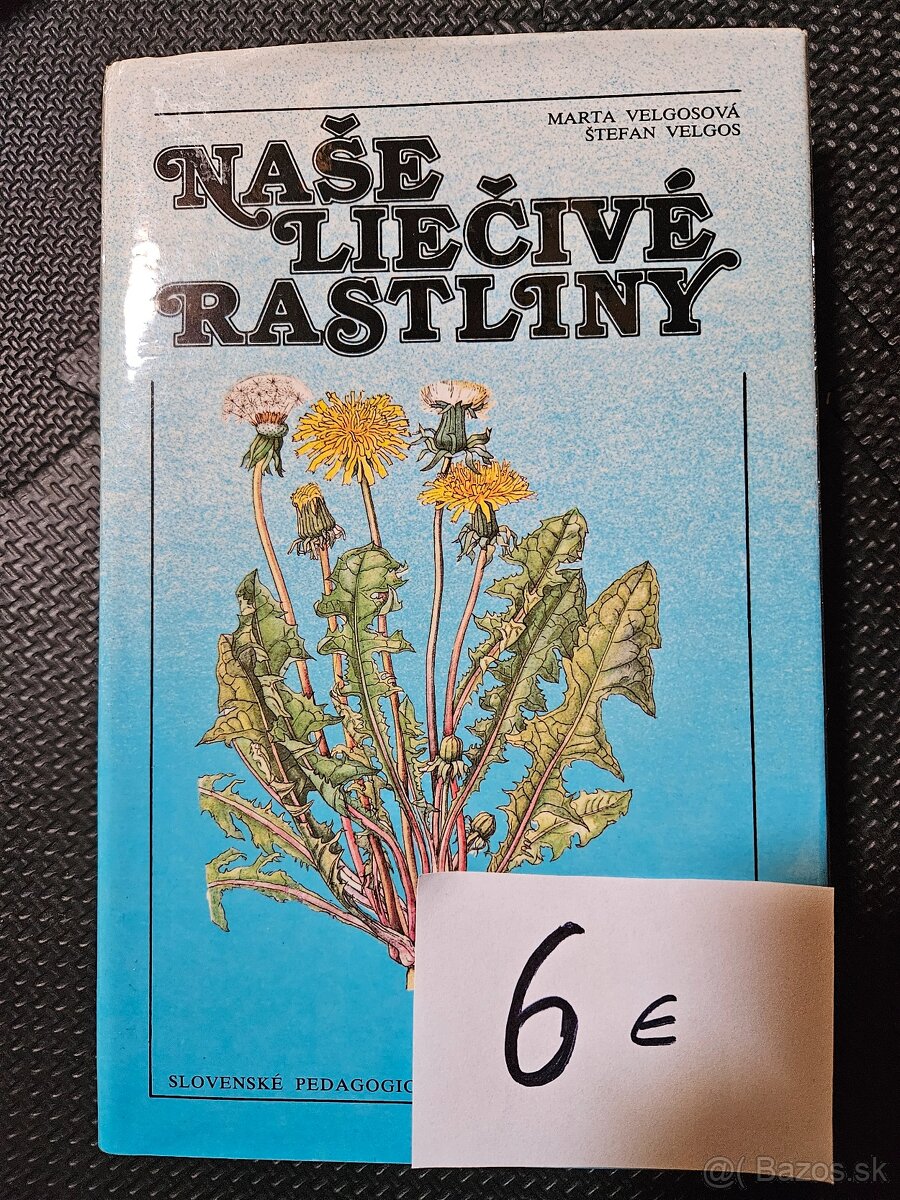 MARTA VELGOSOVÁ
ŠTEFAN VELGOS
NAŠE
LIEČIVÉ
RASTLINY
SLOVENSKÉ PEDAGOGIC
6 €
@( Bazos.sk